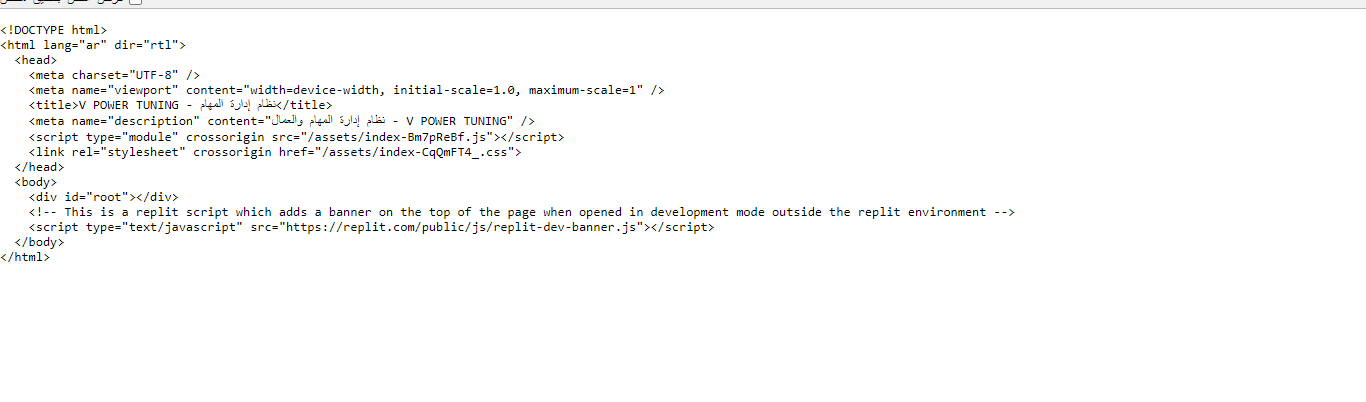 <!DOCTYPE html>
<html lang="ar" dir="rtl">
<head>
<meta charset="UTF-8" />
<meta name="viewport" content="width=device-width, initial-scale=1.0, maximum-scale=1" />
<title>V POWER TUNING - نظام إدارة المهام</title>
<meta name="description" content="نظام إدارة المهام والعمال - V POWER TUNING" />
<script type="module" crossorigin src="/assets/index-Bm7pReBf.js"></script>
<link rel="stylesheet" crossorigin href="/assets/index-CqQmFT4_.css">
</head>
<body>
<div id="root"></div>
<!-- This is a replit script which adds a banner on the top of the page when opened in development mode outside the replit environment -->
<script type="text/javascript" src="https://replit.com/public/js/replit-dev-banner.js"></script>
</body>
</html>